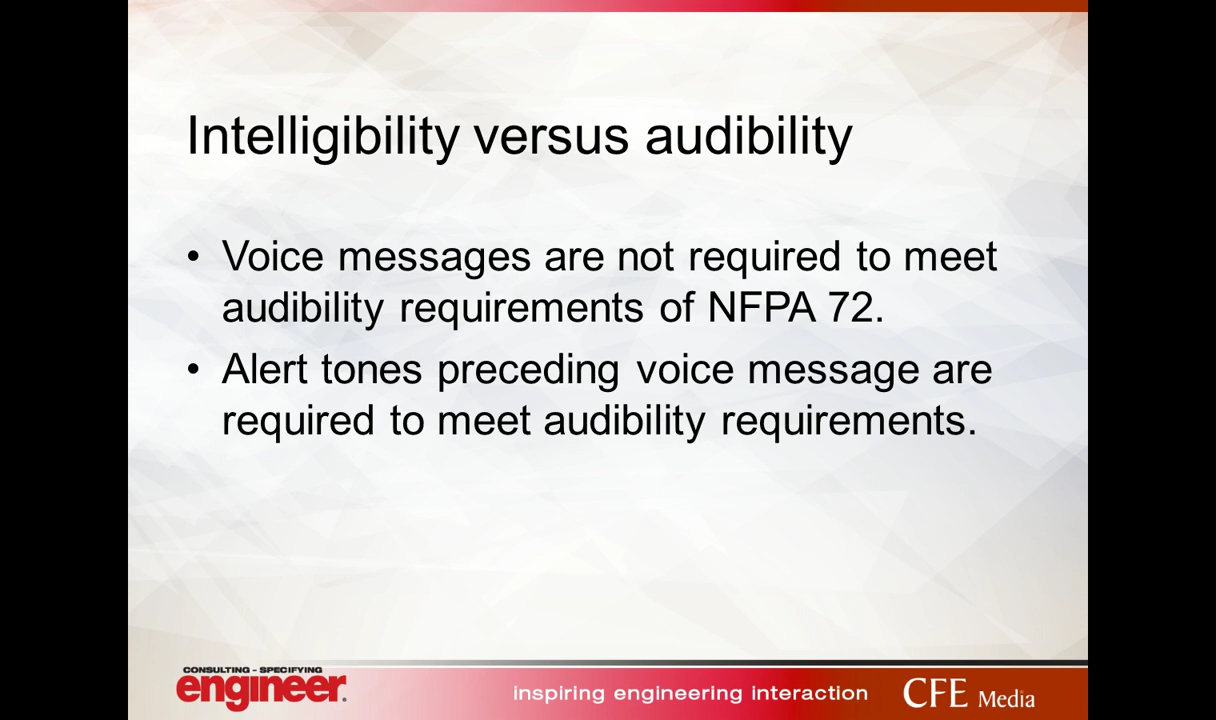 Intelligibility versus audibility
• Voice messages are not required to meet
audibility requirements of NFPA 72.
• Alert tones preceding voice message are
required to meet audibility requirements.
CONSULTING - SPECIFYING
engineer.
inspiring engineering interaction
CFE Media